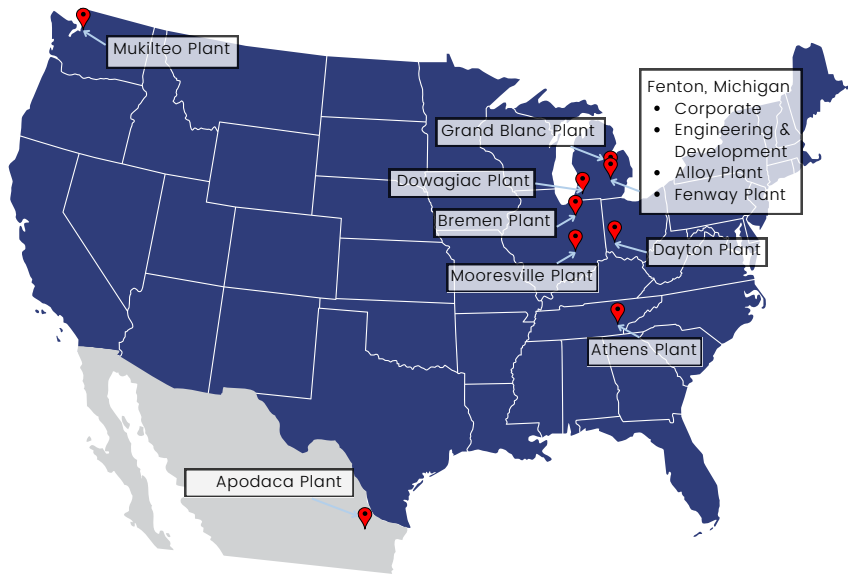 Mukilteo Plant
Fenton, Michigan
• Corporate
• Engineering &
Development
• Alloy Plant
• Fenway Plant
Grand Blanc Plant
Dowagiac Plant
Bremen Plant
Dayton Plant
Mooresville Plant
Athens Plant
Apodaca Plant